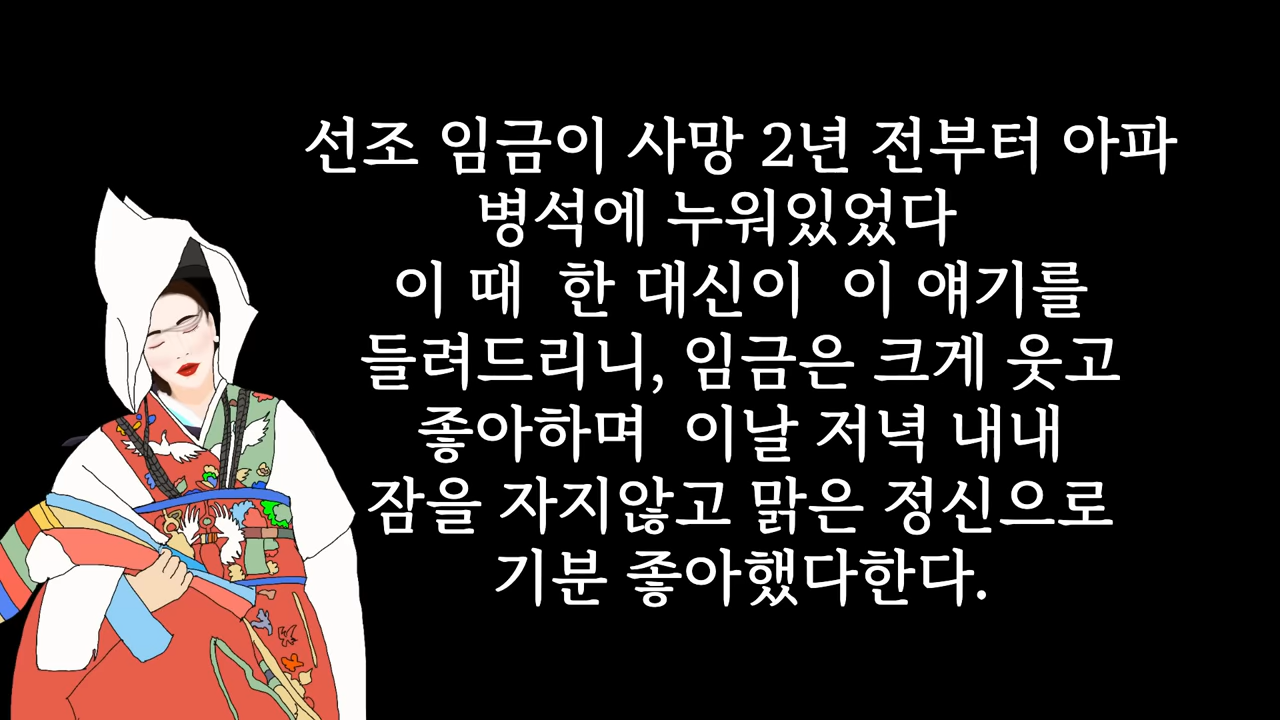 선조 임금이 사망 2년 전부터 아파
병석에 누워있었다
이 때 한 대신이 이 얘기를
들려드리니, 임금은 크게 웃고
좋아하며 이날 저녁 내내
잠을 자지않고 맑은 정신으로
기분 좋아했다한다.